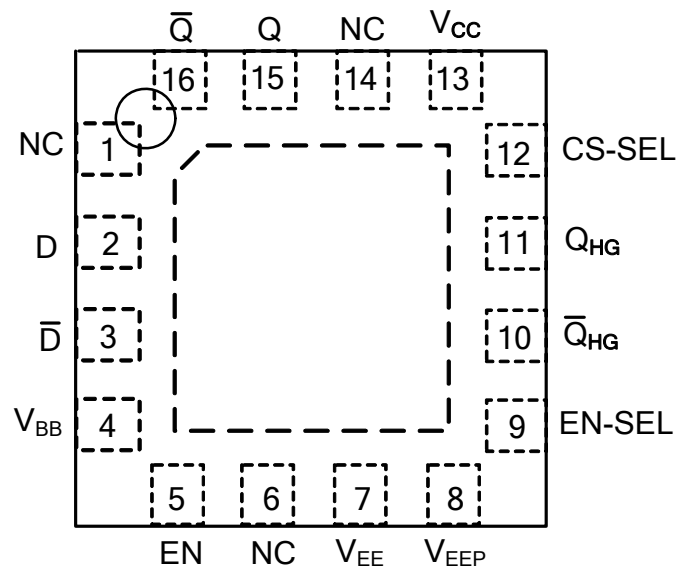 Q̅ Q NC VCC
16 15 14 13
NC 1 12 CS-SEL
D 2 11 QHG
D̅ 3 10 Q̅HG
VBB 4 9 EN-SEL
5 6 7 8
EN NC VEE VEEP